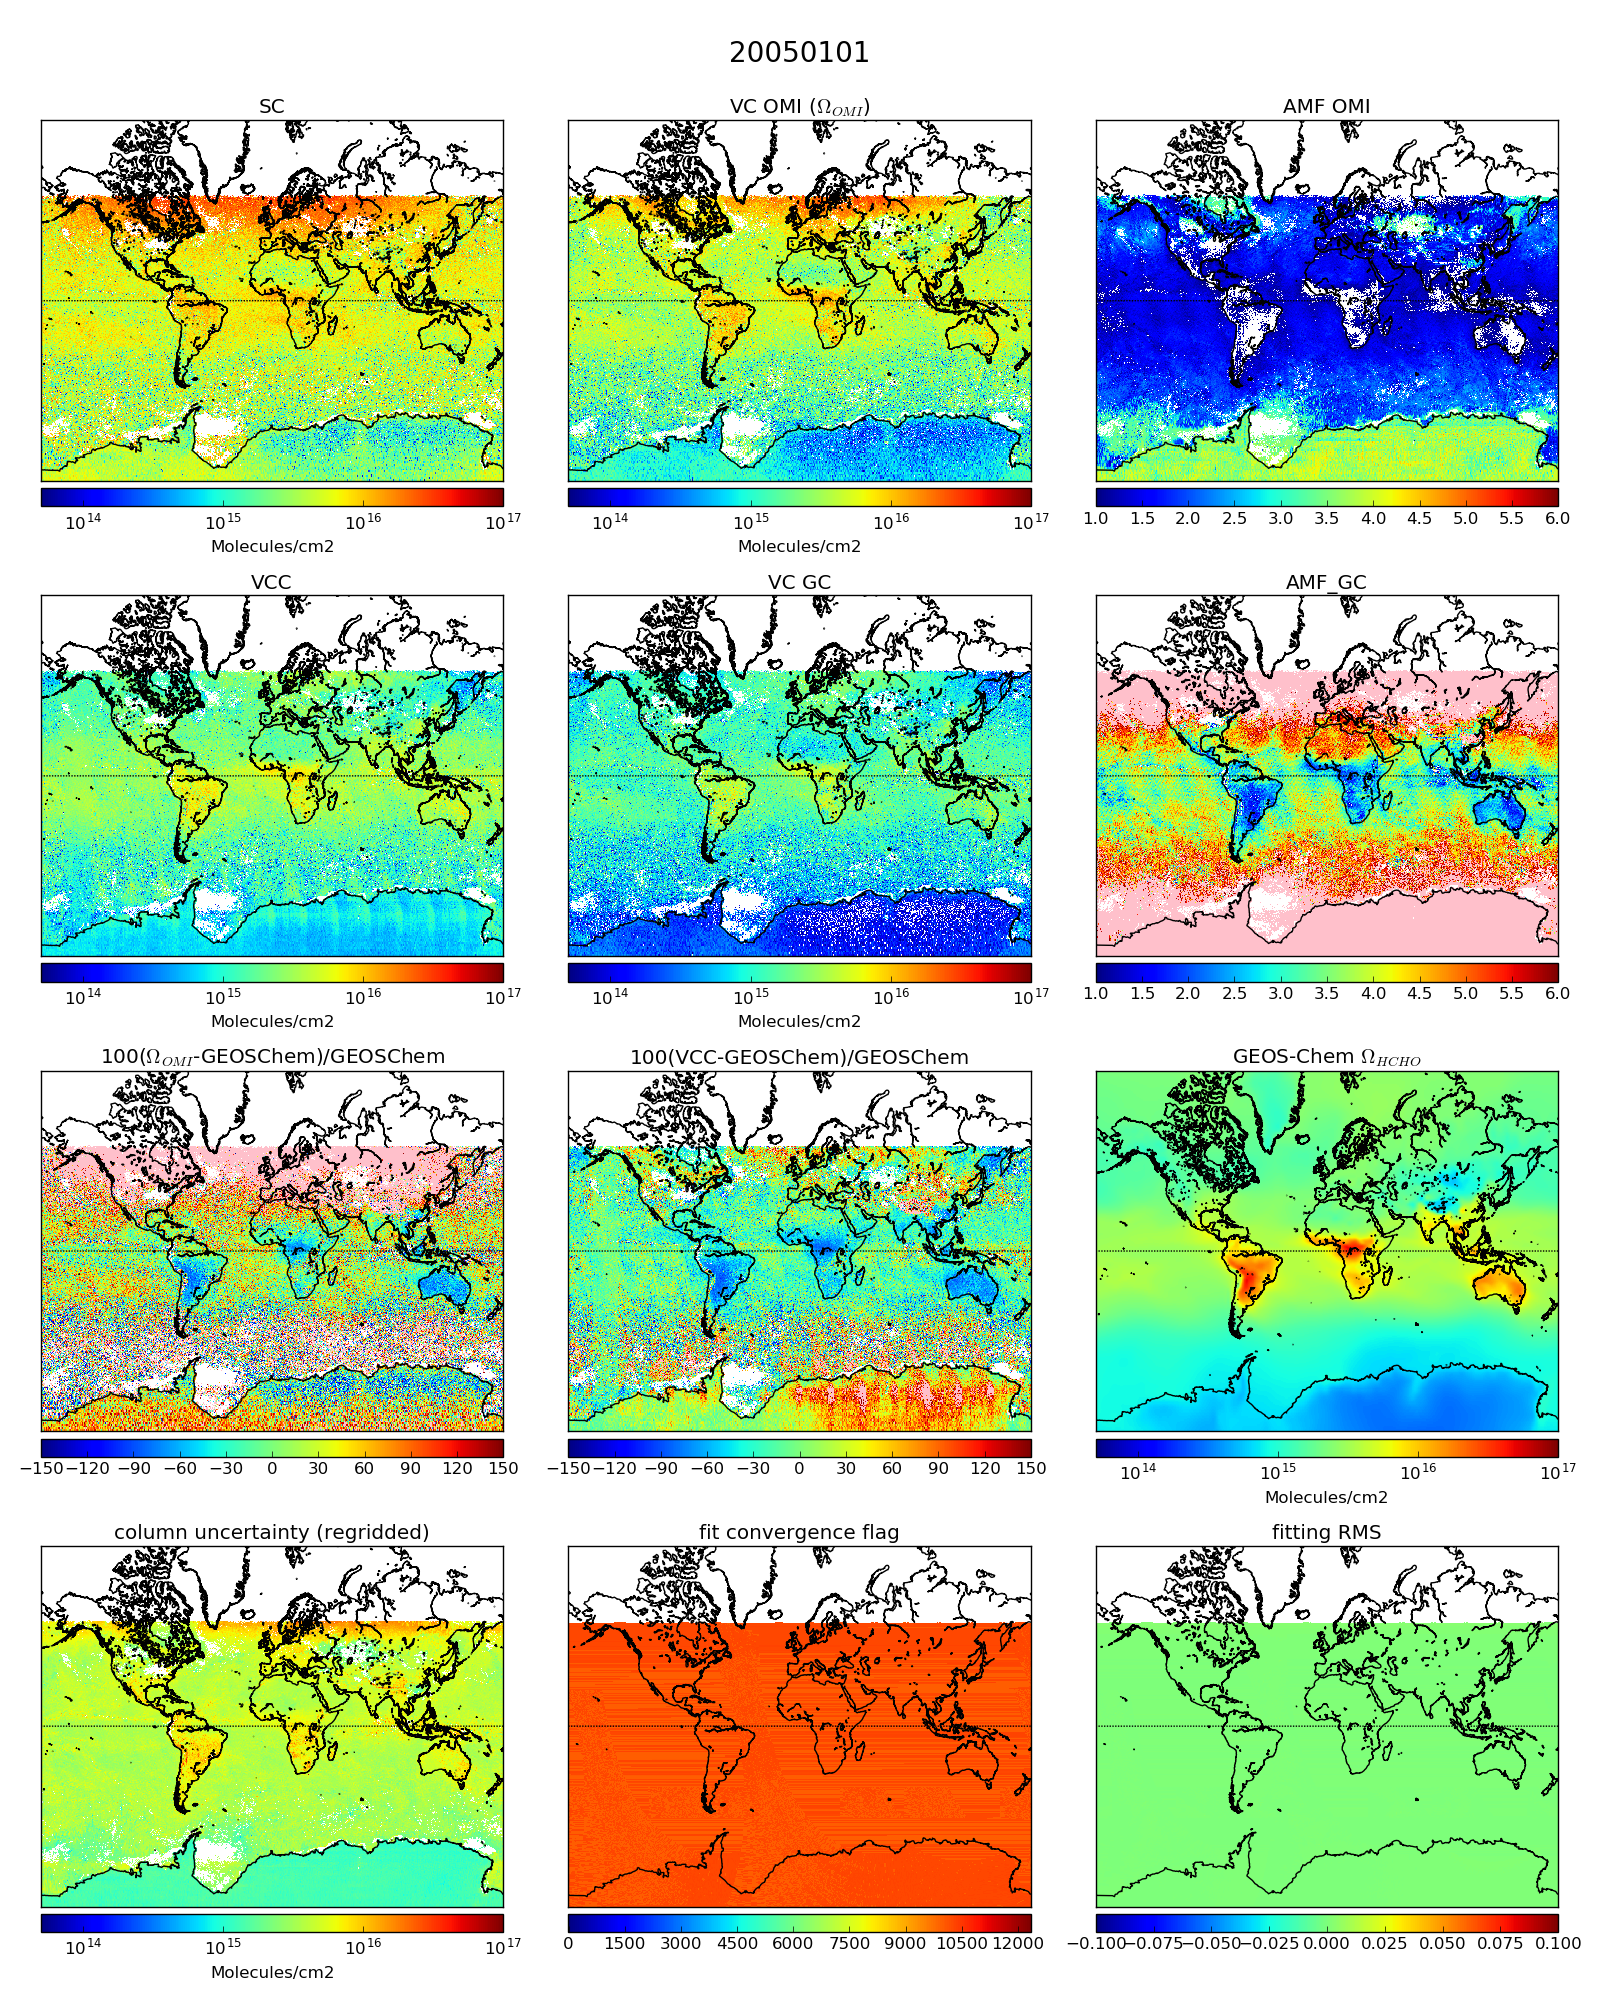 20050101
SC
VC OMI (Ω_OMI)
AMF OMI
10^14 10^15 10^16 10^17
Molecules/cm2
10^14 10^15 10^16 10^17
Molecules/cm2
1.0 1.5 2.0 2.5 3.0 3.5 4.0 4.5 5.0 5.5 6.0
VCC
VC GC
AMF_GC
10^14 10^15 10^16 10^17
Molecules/cm2
10^14 10^15 10^16 10^17
Molecules/cm2
1.0 1.5 2.0 2.5 3.0 3.5 4.0 4.5 5.0 5.5 6.0
100(Ω_OMI-GEOSChem)/GEOSChem
100(VCC-GEOSChem)/GEOSChem
GEOS-Chem Ω_HCHO
−150 −120 −90 −60 −30 0 30 60 90 120 150
−150 −120 −90 −60 −30 0 30 60 90 120 150
10^14 10^15 10^16 10^17
Molecules/cm2
column uncertainty (regridded)
fit convergence flag
fitting RMS
10^14 10^15 10^16 10^17
Molecules/cm2
0 1500 3000 4500 6000 7500 9000 10500 12000
−0.100 −0.075 −0.050 −0.025 0.000 0.025 0.050 0.075 0.100